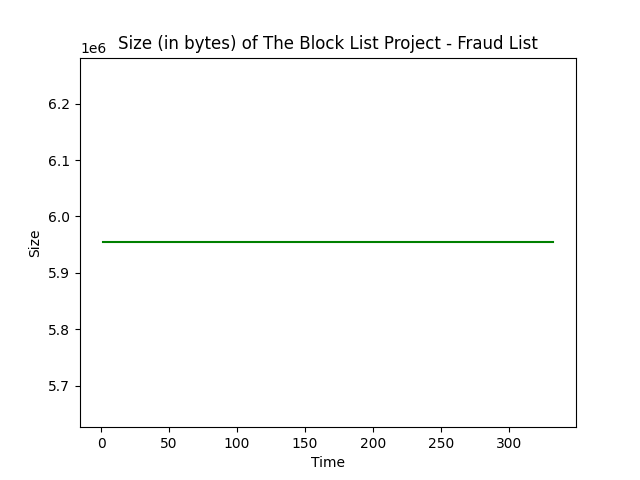 Size (in bytes) of The Block List Project - Fraud List
1e6
6.2
6.1
6.0
5.9
5.8
5.7
Size
0 50 100 150 200 250 300
Time